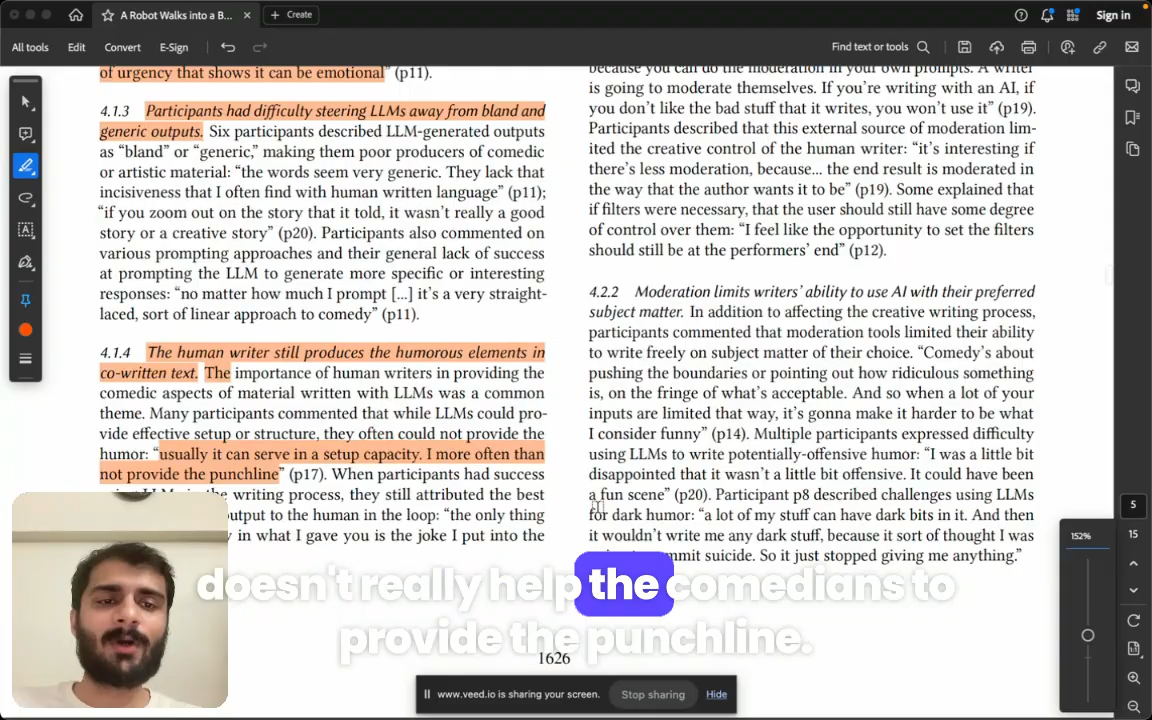 A Robot Walks into a B...
Create
Sign in
All tools
Edit
Convert
E-Sign
Find text or tools
of urgency that shows it can be emotional” (p11).
4.1.3 Participants had difficulty steering LLMs away from bland and
generic outputs. Six participants described LLM-generated outputs
as “bland” or “generic,” making them poor producers of comedic
or artistic material: “the words seem very generic. They lack that
incisiveness that I often find with human written language” (p11);
“if you zoom out on the story that it told, it wasn’t really a good
story or a creative story” (p20). Participants also commented on
various prompting approaches and their general lack of success
at prompting the LLM to generate more specific or interesting
responses: “no matter how much I prompt [...] it’s a very straight-
laced, sort of linear approach to comedy” (p11).
4.1.4 The human writer still produces the humorous elements in
co-written text. The importance of human writers in providing the
comedic aspects of material written with LLMs was a common
theme. Many participants commented that while LLMs could pro-
vide effective setup or structure, they often could not provide the
humor: “usually it can serve in a setup capacity. I more often than
not provide the punchline” (p17). When participants had success
the writing process, they still attributed the best
output to the human in the loop: “the only thing
in what I gave you is the joke I put into the
because you can do the moderation in your own prompts. A writer
is going to moderate themselves. If you’re writing with an AI, if
you don’t like the bad stuff that it writes, you won’t use it” (p19).
Participants described that this external source of moderation lim-
ited the creative control of the human writer: “it’s interesting if
there’s less moderation, because... the end result is moderated in
the way that the author wants it to be” (p19). Some explained that
if filters were necessary, that the user should still have some degree
of control over them: “I feel like the opportunity to set the filters
should still be at the performers’ end” (p12).
4.2.2 Moderation limits writers’ ability to use AI with their preferred
subject matter. In addition to affecting the creative writing process,
participants commented that moderation tools limited their ability
to write freely on subject matter of their choice. “Comedy’s about
pushing the boundaries or pointing out how ridiculous something
is, on the fringe of what’s acceptable. And so when a lot of your
inputs are limited that way, it’s gonna make it harder to be what
I consider funny” (p14). Multiple participants expressed difficulty
using LLMs to write potentially-offensive humor: “I was a little bit
disappointed that it wasn’t a little bit offensive. It could have been
a fun scene” (p20). Participant p8 described challenges using LLMs
for dark humor: “a lot of my stuff can have dark bits in it. And then
it wouldn’t write me any dark stuff, because it sort of thought I was
commit suicide. So it just stopped giving me anything.”
1626
5
15
152%
doesn't really help the comedians to
provide the punchline.
www.veed.io is sharing your screen.
Stop sharing
Hide